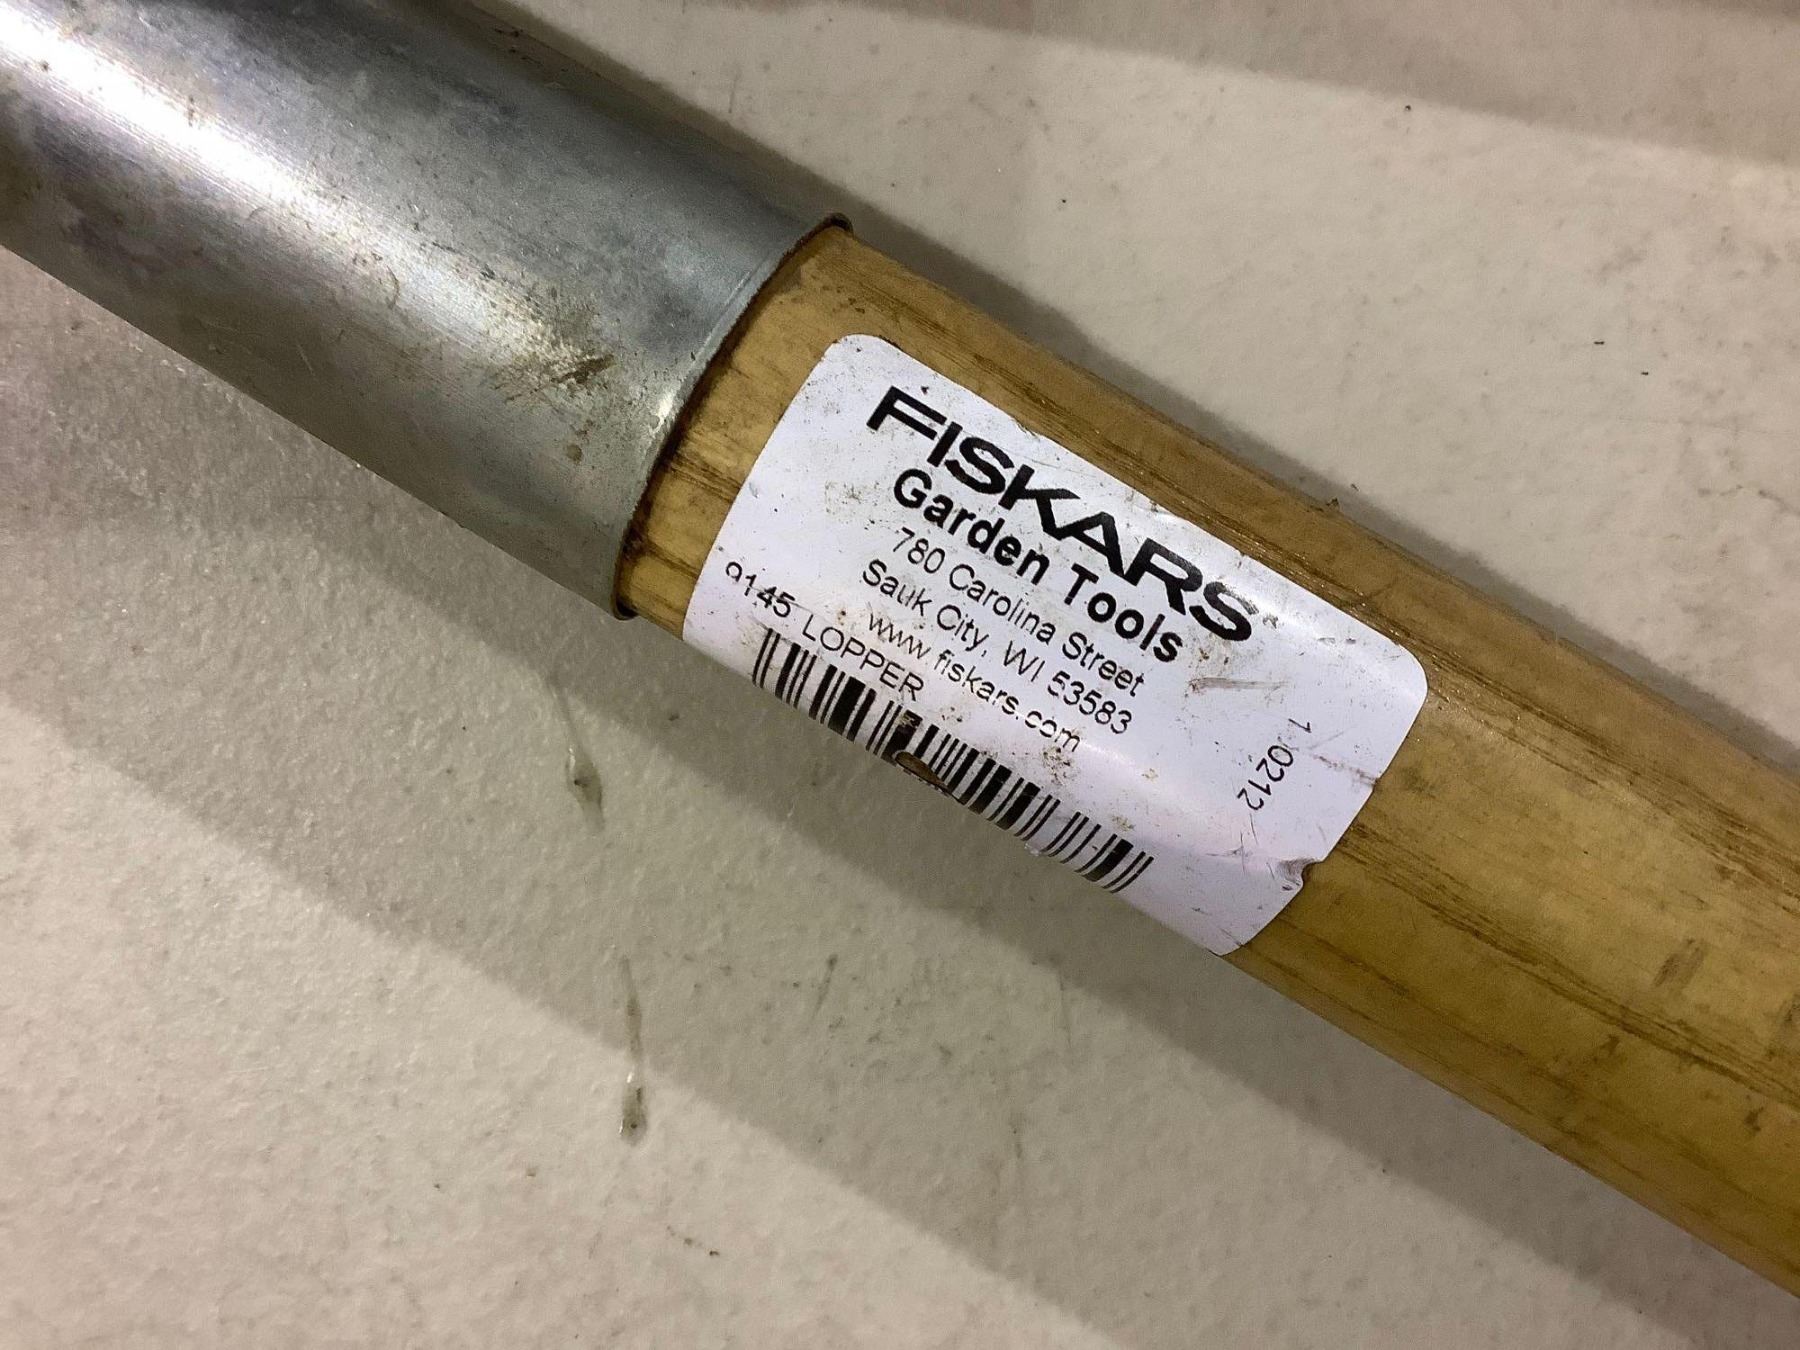 FISKARS
Garden Tools
780 Carolina Street
Sauk City, WI 53583
www.fiskars.com
9145 LOPPER
1 0212